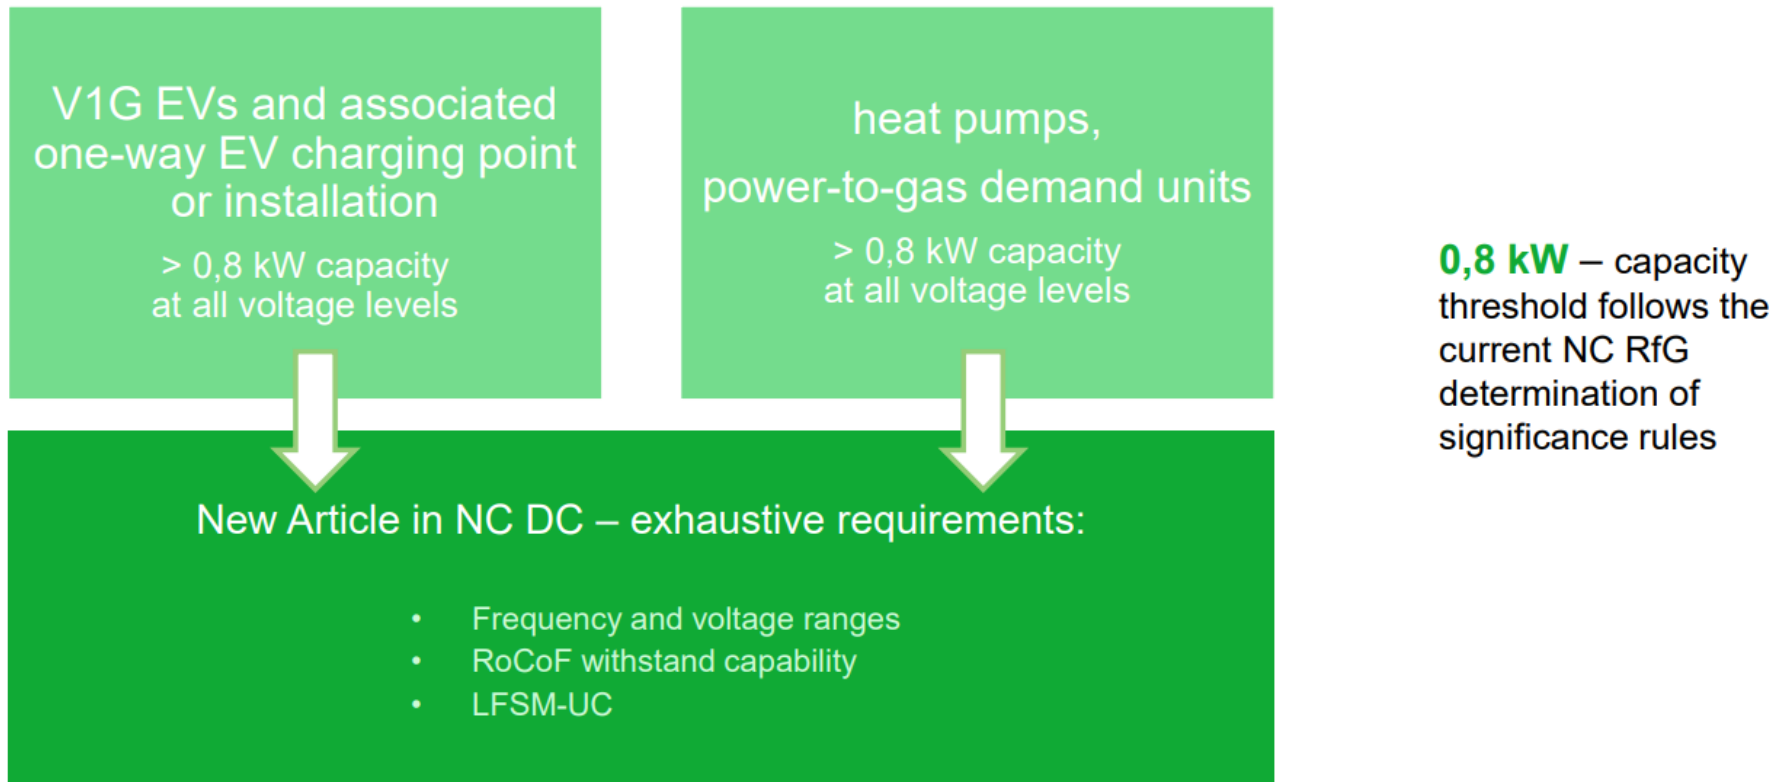 V1G EVs and associated
one-way EV charging point
or installation
> 0,8 kW capacity
at all voltage levels
heat pumps,
power-to-gas demand units
> 0,8 kW capacity
at all voltage levels
0,8 kW – capacity
threshold follows the
current NC RfG
determination of
significance rules
New Article in NC DC – exhaustive requirements:
• Frequency and voltage ranges
• RoCoF withstand capability
• LFSM-UC